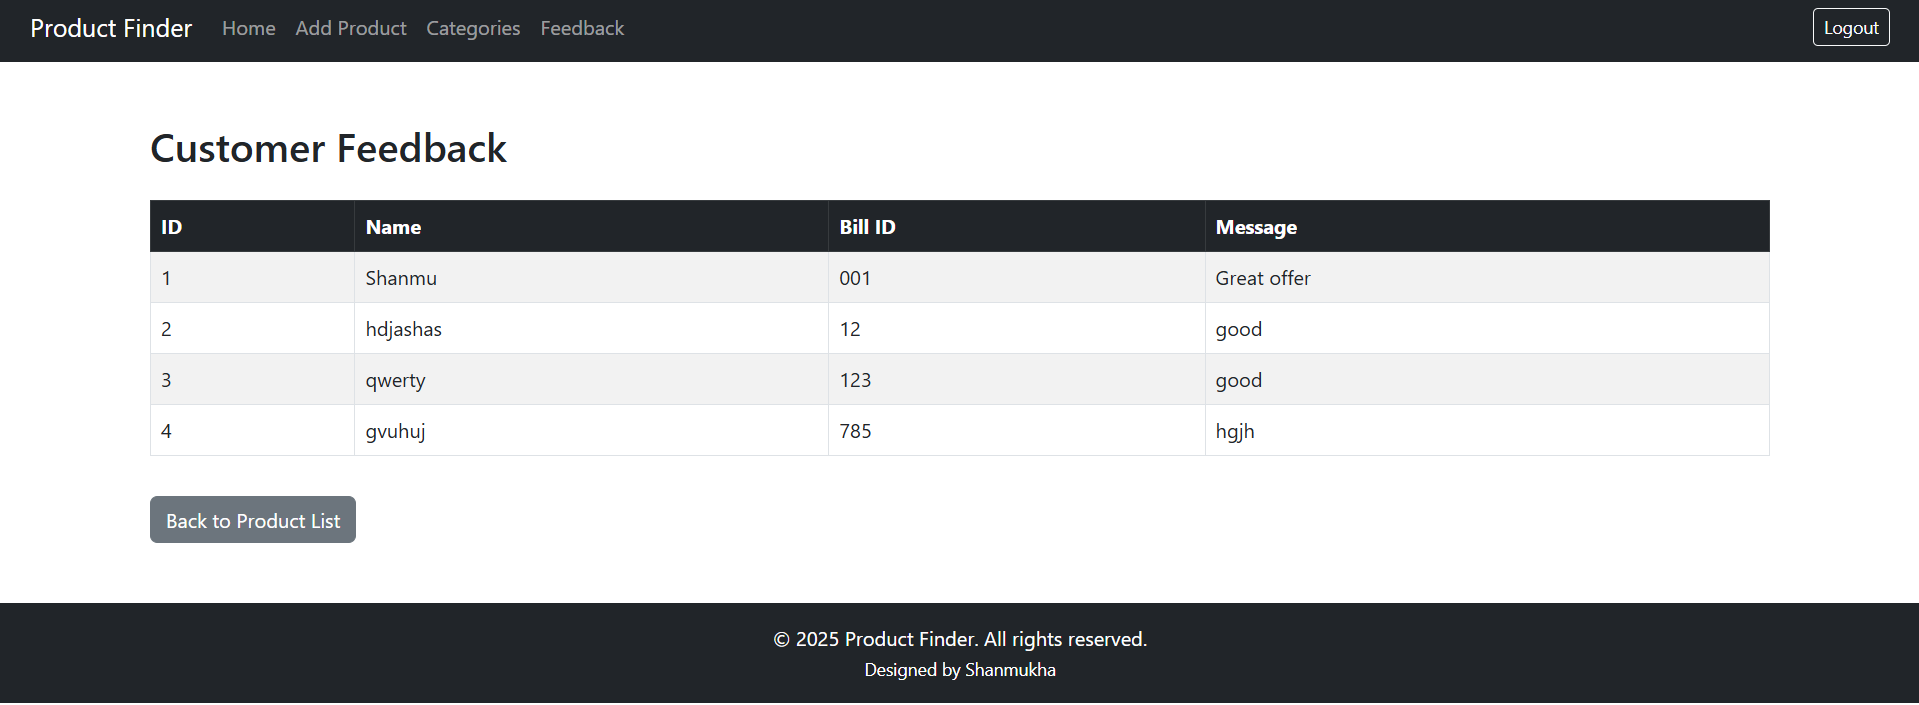 Product Finder Home Add Product Categories Feedback Logout
Customer Feedback
ID Name Bill ID Message
1 Shanmu 001 Great offer
2 hdjashas 12 good
3 qwerty 123 good
4 gvuhuj 785 hgjh
Back to Product List
© 2025 Product Finder. All rights reserved.
Designed by Shanmukha